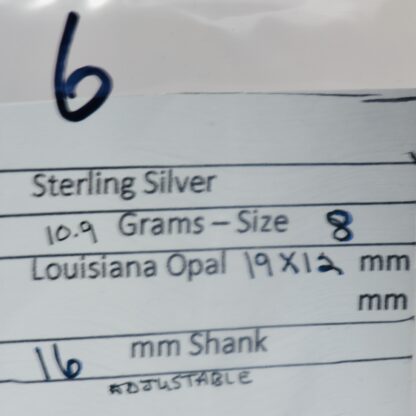 6
Sterling Silver
10.9 Grams – Size 8
Louisiana Opal 19X12 mm
mm
16 mm Shank
ADJUSTABLE